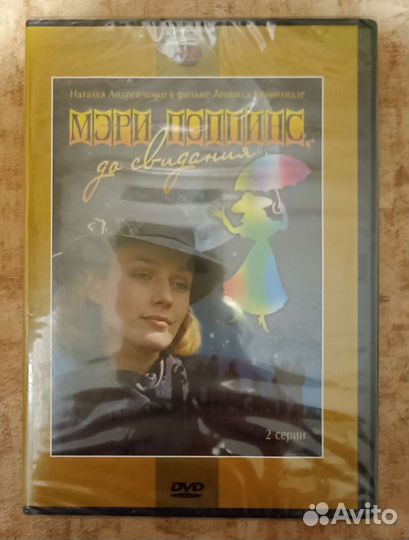 Наталья Андрейченко в фильме Леонида Квинихидзе
МЭРИ ПОППИНС,
до свидания
2 серии
DVD
Avito